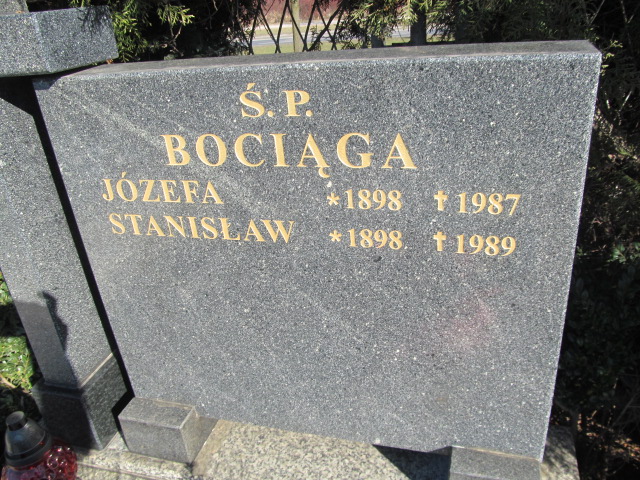 Ś. P.
BOCIĄGA
JÓZEFA *1898 †1987
STANISŁAW *1898 †1989